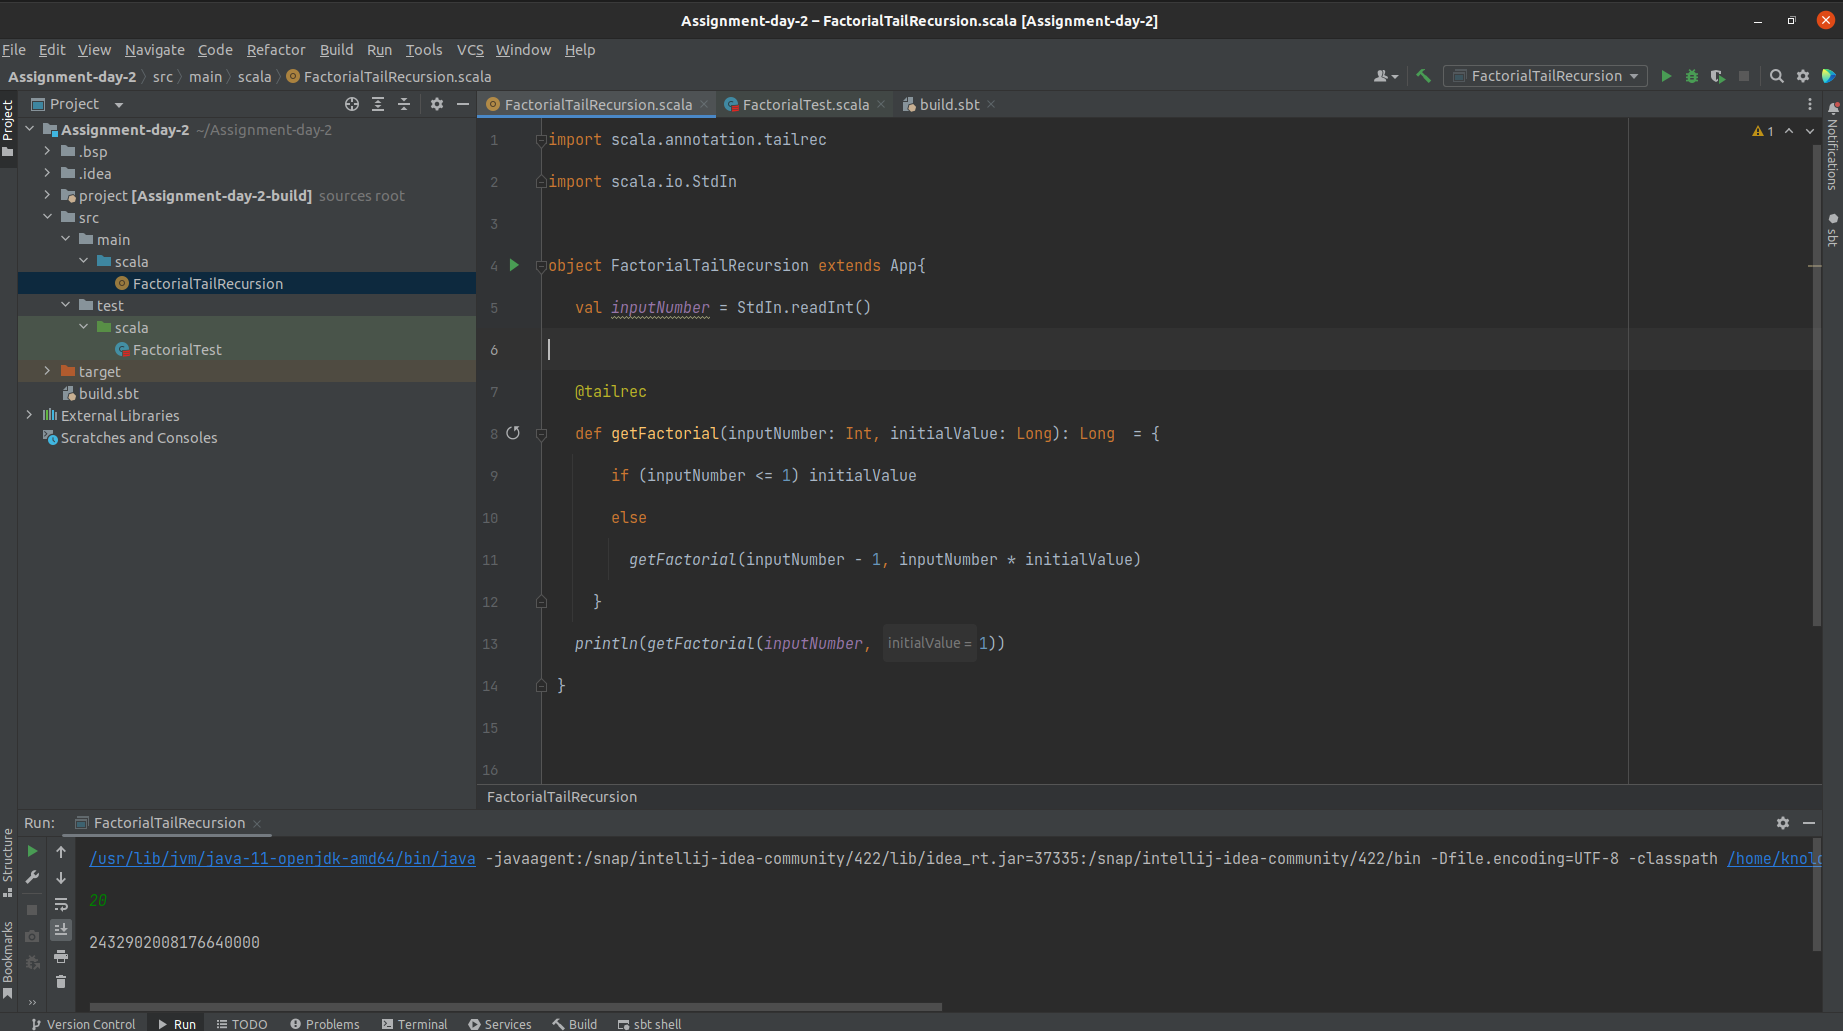 Assignment-day-2 – FactorialTailRecursion.scala [Assignment-day-2]
File Edit View Navigate Code Refactor Build Run Tools VCS Window Help
Assignment-day-2 src main scala FactorialTailRecursion.scala
FactorialTailRecursion
Project
Project
Assignment-day-2 ~/Assignment-day-2
.bsp
.idea
project [Assignment-day-2-build] sources root
src
main
scala
FactorialTailRecursion
test
scala
FactorialTest
target
build.sbt
External Libraries
Scratches and Consoles
FactorialTailRecursion.scala FactorialTest.scala build.sbt
1
1 import scala.annotation.tailrec
2 import scala.io.StdIn
3
4 object FactorialTailRecursion extends App{
5 val inputNumber = StdIn.readInt()
6
7 @tailrec
8 def getFactorial(inputNumber: Int, initialValue: Long): Long  = {
9 if (inputNumber <= 1) initialValue
10 else
11 getFactorial(inputNumber - 1, inputNumber * initialValue)
12 }
13 println(getFactorial(inputNumber, initialValue = 1))
14 }
15
16
FactorialTailRecursion
Notifications
sbt
Run: FactorialTailRecursion
/usr/lib/jvm/java-11-openjdk-amd64/bin/java -javaagent:/snap/intellij-idea-community/422/lib/idea_rt.jar=37335:/snap/intellij-idea-community/422/bin -Dfile.encoding=UTF-8 -classpath /home/knol
20
2432902008176640000
Structure
Bookmarks
Version Control Run TODO Problems Terminal Services Build sbt shell